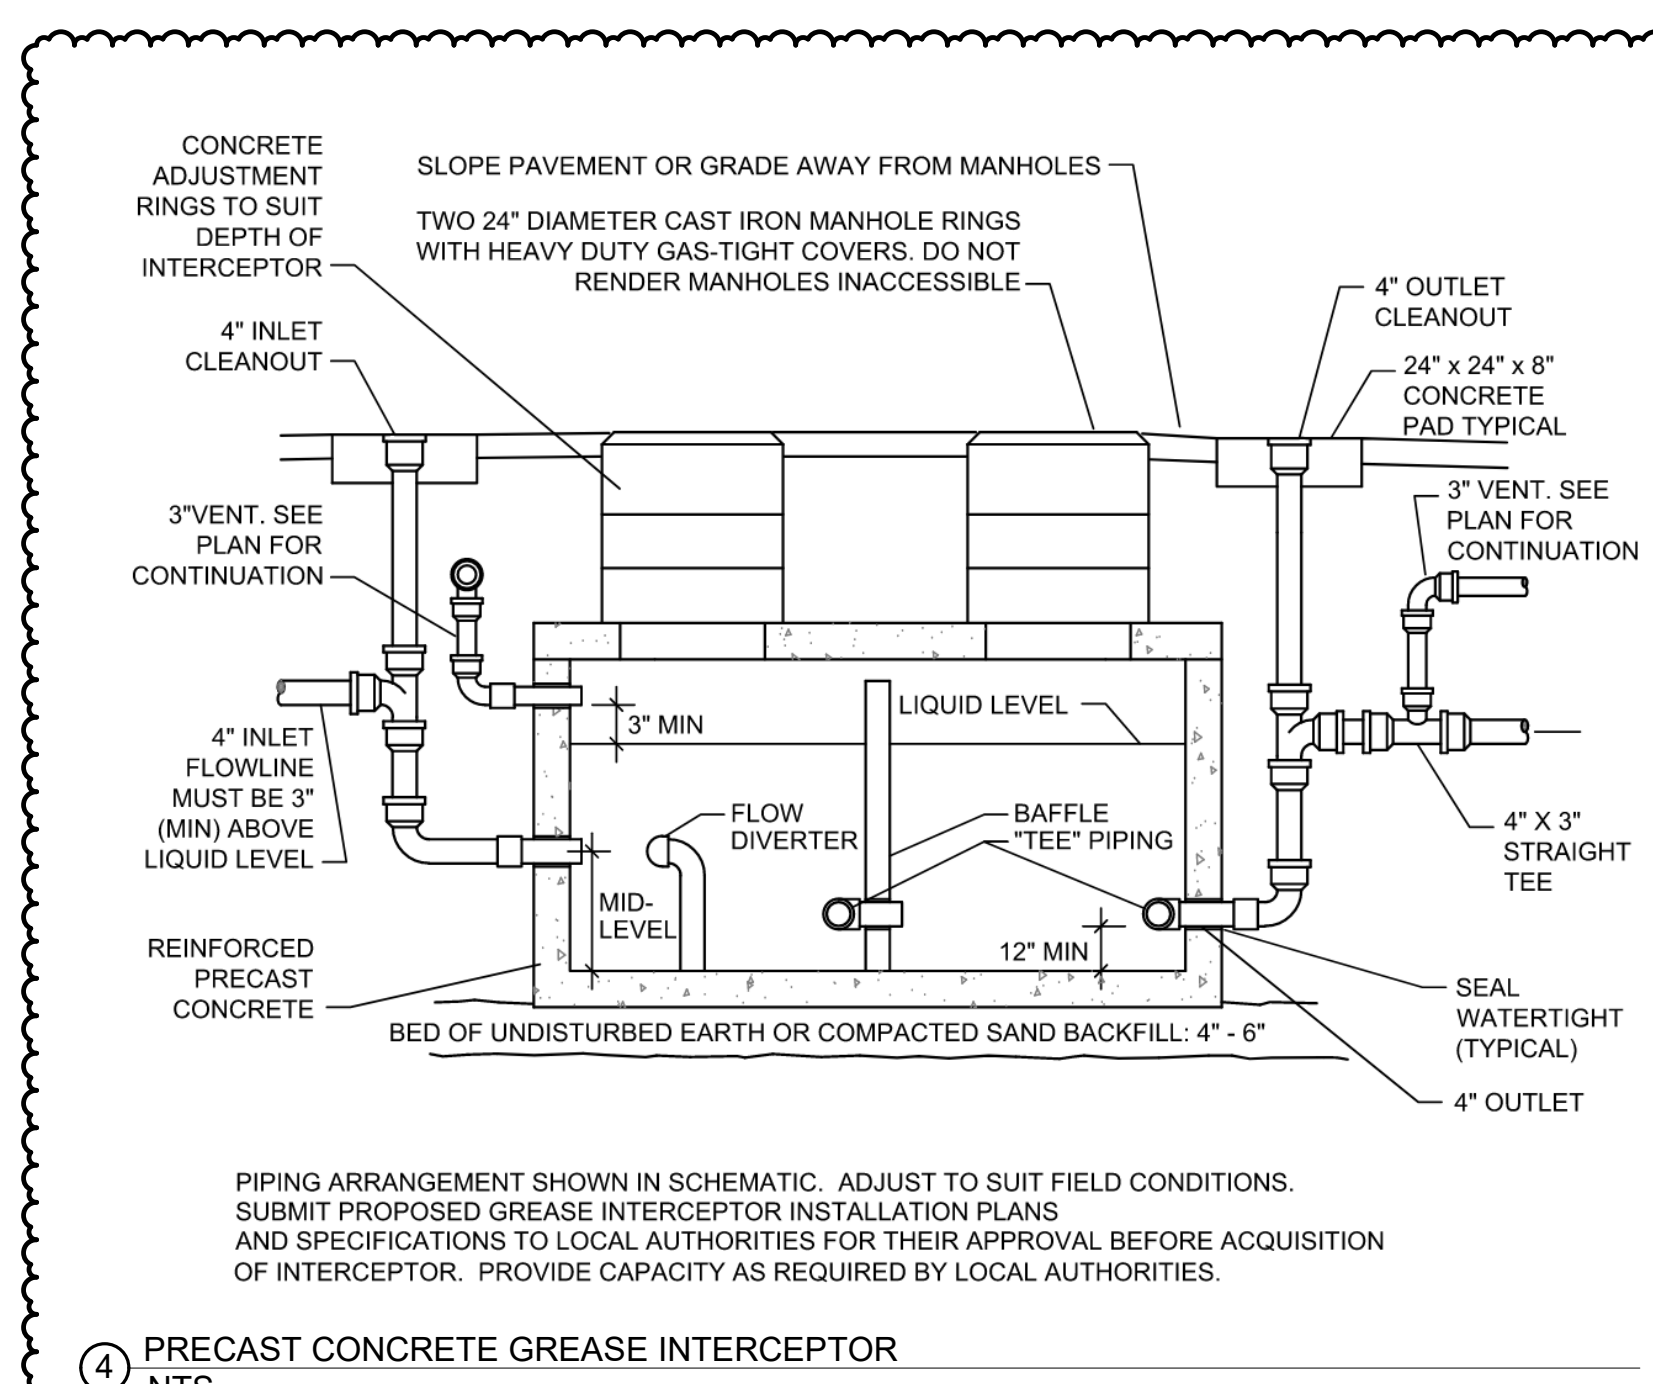 CONCRETE
ADJUSTMENT
RINGS TO SUIT
DEPTH OF
INTERCEPTOR
SLOPE PAVEMENT OR GRADE AWAY FROM MANHOLES
TWO 24" DIAMETER CAST IRON MANHOLE RINGS
WITH HEAVY DUTY GAS-TIGHT COVERS. DO NOT
RENDER MANHOLES INACCESSIBLE
4" OUTLET
CLEANOUT
4" INLET
CLEANOUT
24" x 24" x 8"
CONCRETE
PAD TYPICAL
3"VENT. SEE
PLAN FOR
CONTINUATION
3" VENT. SEE
PLAN FOR
CONTINUATION
LIQUID LEVEL
3" MIN
4" INLET
FLOWLINE
MUST BE 3"
(MIN) ABOVE
LIQUID LEVEL
FLOW
DIVERTER
BAFFLE
"TEE" PIPING
4" X 3"
STRAIGHT
TEE
MID-
LEVEL
12" MIN
REINFORCED
PRECAST
CONCRETE
SEAL
WATERTIGHT
(TYPICAL)
BED OF UNDISTURBED EARTH OR COMPACTED SAND BACKFILL: 4" - 6"
4" OUTLET
PIPING ARRANGEMENT SHOWN IN SCHEMATIC.  ADJUST TO SUIT FIELD CONDITIONS.
SUBMIT PROPOSED GREASE INTERCEPTOR INSTALLATION PLANS
AND SPECIFICATIONS TO LOCAL AUTHORITIES FOR THEIR APPROVAL BEFORE ACQUISITION
OF INTERCEPTOR.  PROVIDE CAPACITY AS REQUIRED BY LOCAL AUTHORITIES.
4 PRECAST CONCRETE GREASE INTERCEPTOR
NTS